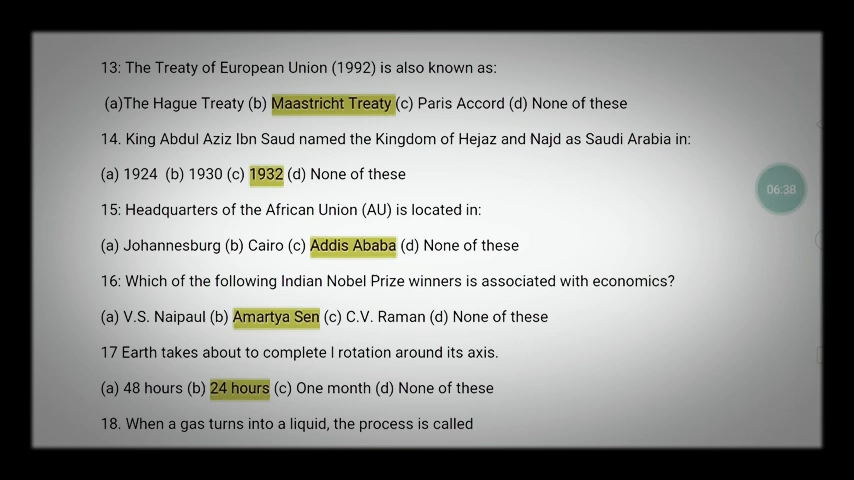 13: The Treaty of European Union (1992) is also known as:
(a)The Hague Treaty (b) Maastricht Treaty (c) Paris Accord (d) None of these
14. King Abdul Aziz Ibn Saud named the Kingdom of Hejaz and Najd as Saudi Arabia in:
(a) 1924 (b) 1930 (c) 1932 (d) None of these
06:38
15: Headquarters of the African Union (AU) is located in:
(a) Johannesburg (b) Cairo (c) Addis Ababa (d) None of these
16: Which of the following Indian Nobel Prize winners is associated with economics?
(a) V.S. Naipaul (b) Amartya Sen (c) C.V. Raman (d) None of these
17 Earth takes about to complete l rotation around its axis.
(a) 48 hours (b) 24 hours (c) One month (d) None of these
18. When a gas turns into a liquid, the process is called